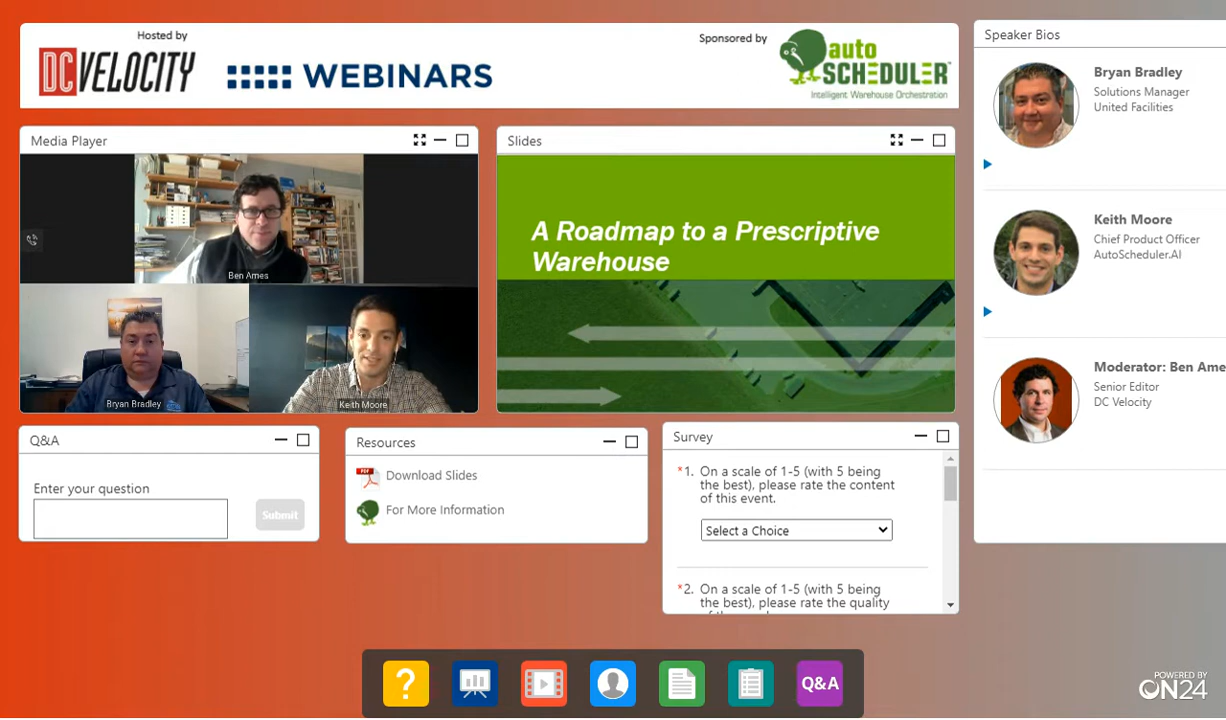 Hosted by
DCVELOCITY
WEBINARS
Sponsored by
auto
SCHEDULER
Intelligent Warehouse Orchestration
Media Player
Ben Ames
Bryan Bradley
Keith Moore
Slides
A Roadmap to a Prescriptive
Warehouse
Speaker Bios
Bryan Bradley
Solutions Manager
United Facilities
Keith Moore
Chief Product Officer
AutoScheduler.AI
Moderator: Ben Ame
Senior Editor
DC Velocity
Q&A
Enter your question
Submit
Resources
PDF
Download Slides
For More Information
Survey
*1. On a scale of 1-5 (with 5 being
the best), please rate the content
of this event.
Select a Choice
*2. On a scale of 1-5 (with 5 being
the best), please rate the quality
?
Q&A
POWERED BY
ON24